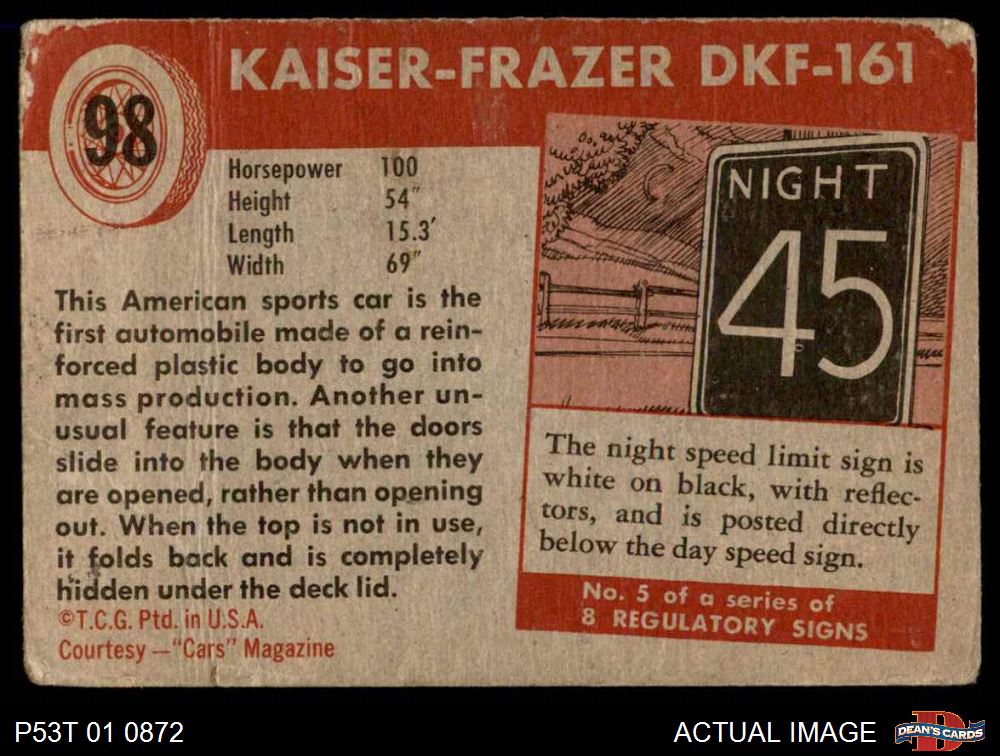 KAISER-FRAZER DKF-161
98
Horsepower 100
Height 54"
Length 15.3'
Width 69"
This American sports car is the
first automobile made of a rein-
forced plastic body to go into
mass production. Another un-
usual feature is that the doors
slide into the body when they
are opened, rather than opening
out. When the top is not in use,
it folds back and is completely
hidden under the deck lid.
©T.C.G. Ptd. in U.S.A.
Courtesy —"Cars" Magazine
NIGHT
45
The night speed limit sign is
white on black, with reflec-
tors, and is posted directly
below the day speed sign.
No. 5 of a series of
8 REGULATORY SIGNS
P53T 01 0872
ACTUAL IMAGE
D
DEAN'S CARDS